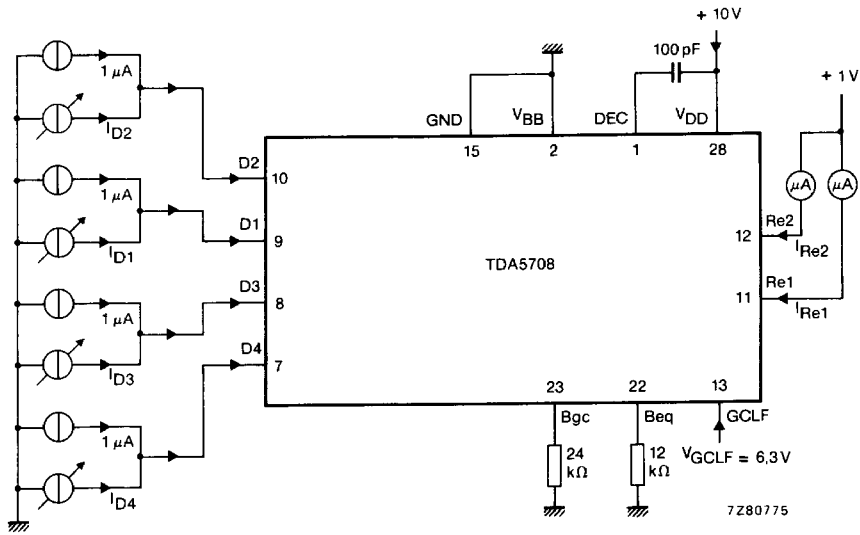 + 10 V
100 pF
+ 1 V
1 µA
I_D2
GND
V_BB
DEC
V_DD
15
2
1
28
D2
10
1 µA
I_D1
D1
9
µA
µA
Re2
12
I_Re2
TDA5708
1 µA
I_D3
D3
8
Re1
11
I_Re1
D4
7
23
22
13
Bgc
Beq
GCLF
1 µA
I_D4
24
kΩ
12
kΩ
V_GCLF = 6,3 V
7Z80775